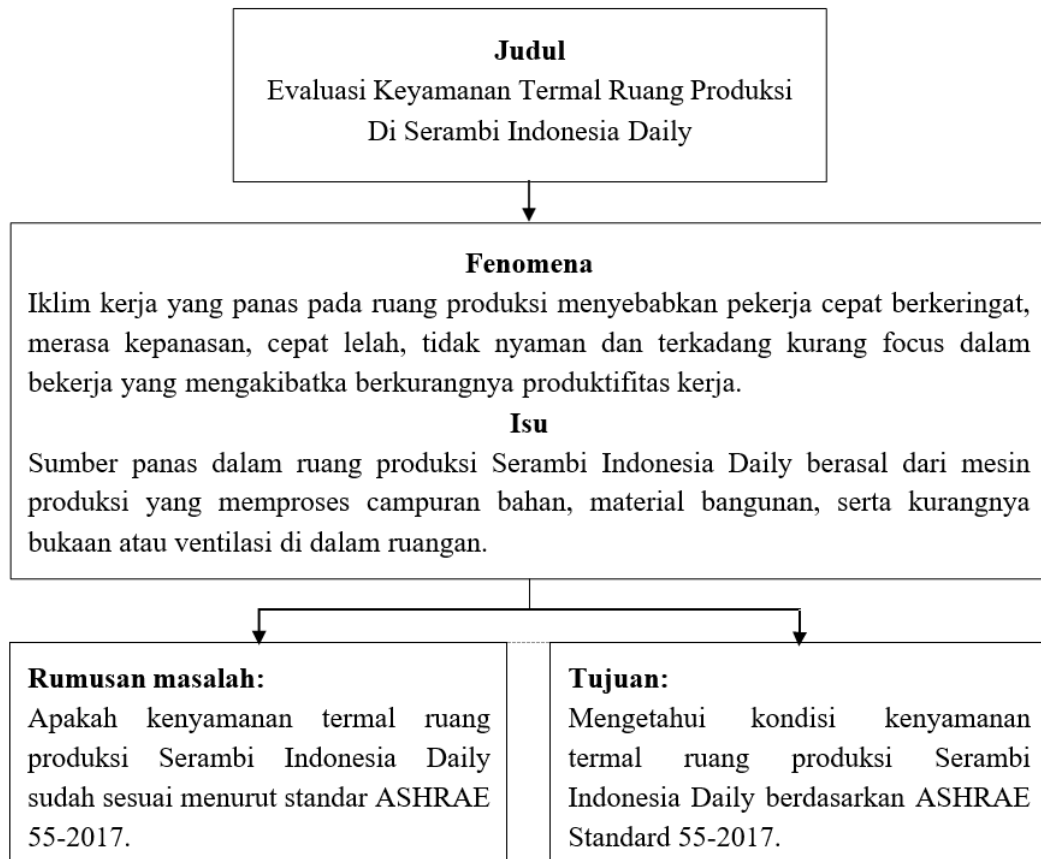 Judul
Evaluasi Keyamanan Termal Ruang Produksi
Di Serambi Indonesia Daily
Fenomena
Iklim kerja yang panas pada ruang produksi menyebabkan pekerja cepat berkeringat,
merasa kepanasan, cepat lelah, tidak nyaman dan terkadang kurang focus dalam
bekerja yang mengakibatka berkurangnya produktifitas kerja.
Isu
Sumber panas dalam ruang produksi Serambi Indonesia Daily berasal dari mesin
produksi yang memproses campuran bahan, material bangunan, serta kurangnya
bukaan atau ventilasi di dalam ruangan.
Rumusan masalah:
Apakah kenyamanan termal ruang
produksi Serambi Indonesia Daily
sudah sesuai menurut standar ASHRAE
55-2017.
Tujuan:
Mengetahui kondisi kenyamanan
termal ruang produksi Serambi
Indonesia Daily berdasarkan ASHRAE
Standard 55-2017.